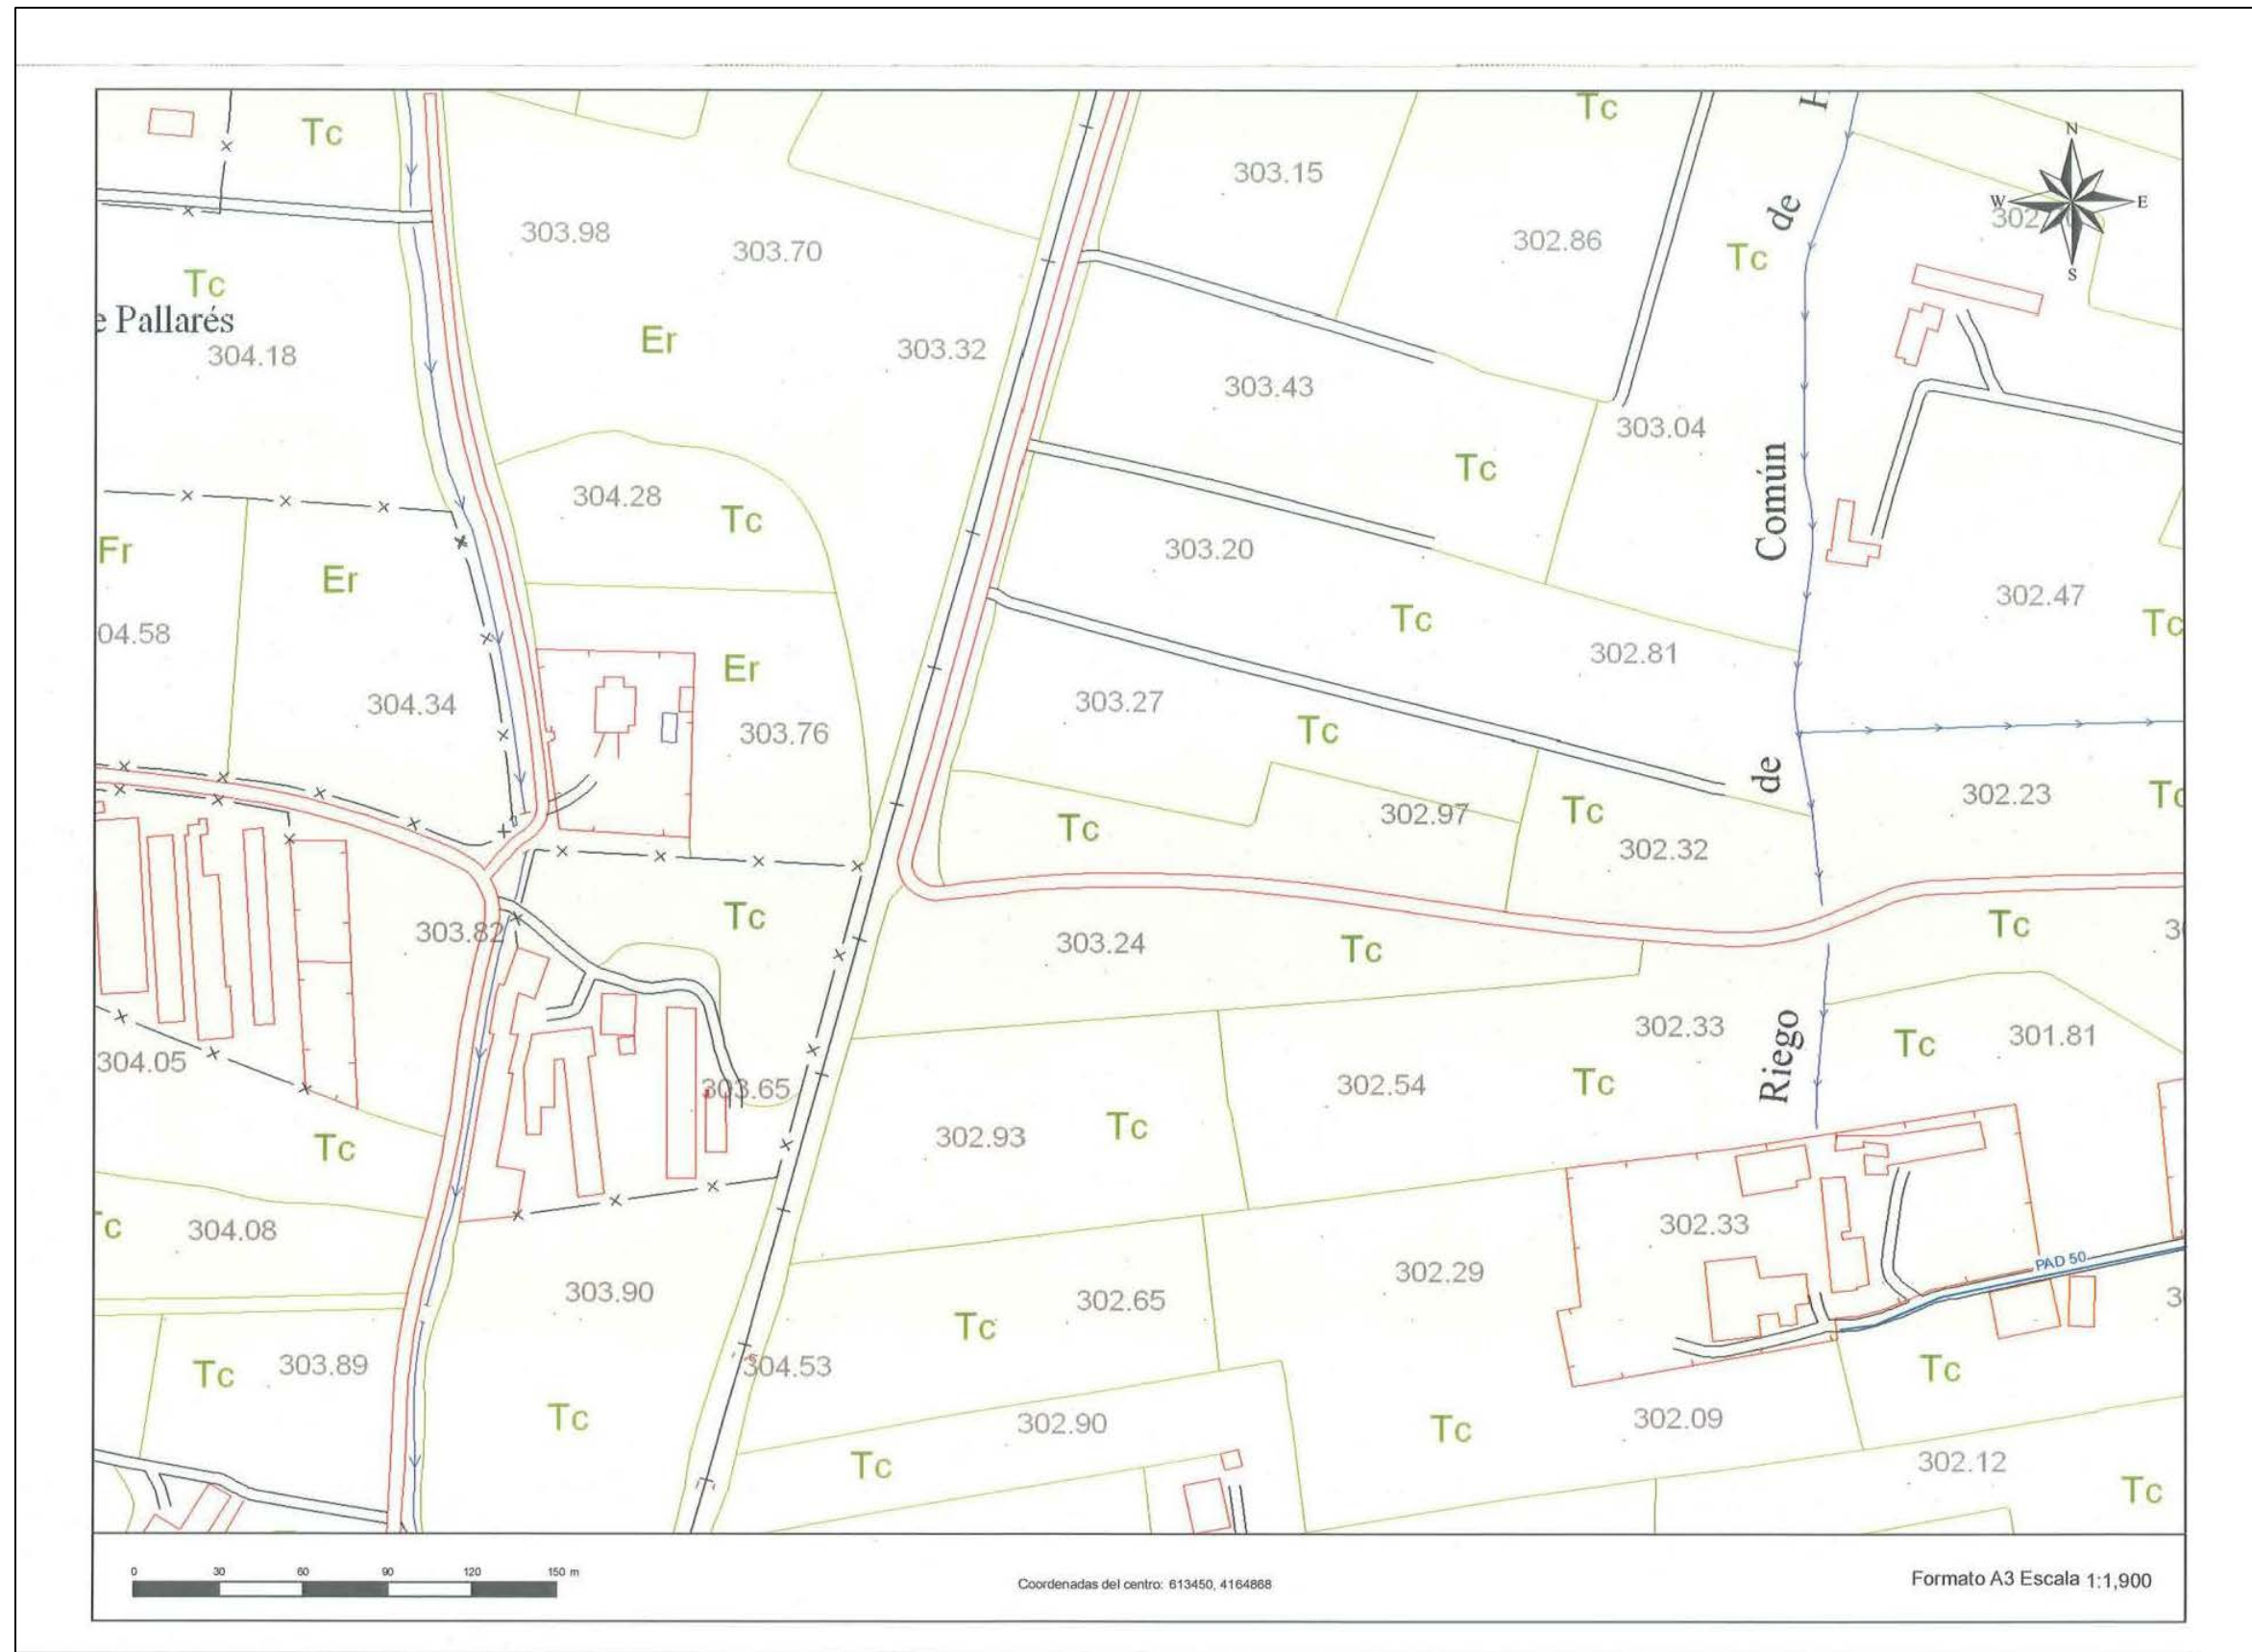 Tc
Tc
303.15
N
W
E
S
302
de
H
303.98
303.70
302.86
Tc
Tc
e Pallarés
304.18
Er
303.32
303.43
303.04
Común
304.28
Tc
Tc
Fr
Er
303.20
302.47
04.58
Tc
Tc
302.81
Er
304.34
303.76
303.27
Tc
de
302.23
Tc
Tc
302.97
Tc
302.32
Tc
303.82
303.24
Tc
Tc
3
Riego
302.33
Tc
301.81
304.05
303.65
302.54
Tc
Tc
302.93
Tc
Tc
304.08
302.33
PAD 50
303.90
302.65
302.29
3
Tc
Tc
303.89
304.53
Tc
Tc
302.90
Tc
302.09
Tc
302.12
Tc
0 30 60 90 120 150 m
Coordenadas del centro: 613450, 4164868
Formato A3 Escala 1:1,900